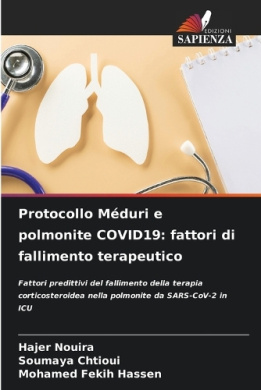 EDIZIONI
SAPIENZA
Protocollo Méduri e
polmonite COVID19: fattori di
fallimento terapeutico
Fattori predittivi del fallimento della terapia
corticosteroidea nella polmonite da SARS-CoV-2 in
ICU
Hajer Nouira
Soumaya Chtioui
Mohamed Fekih Hassen